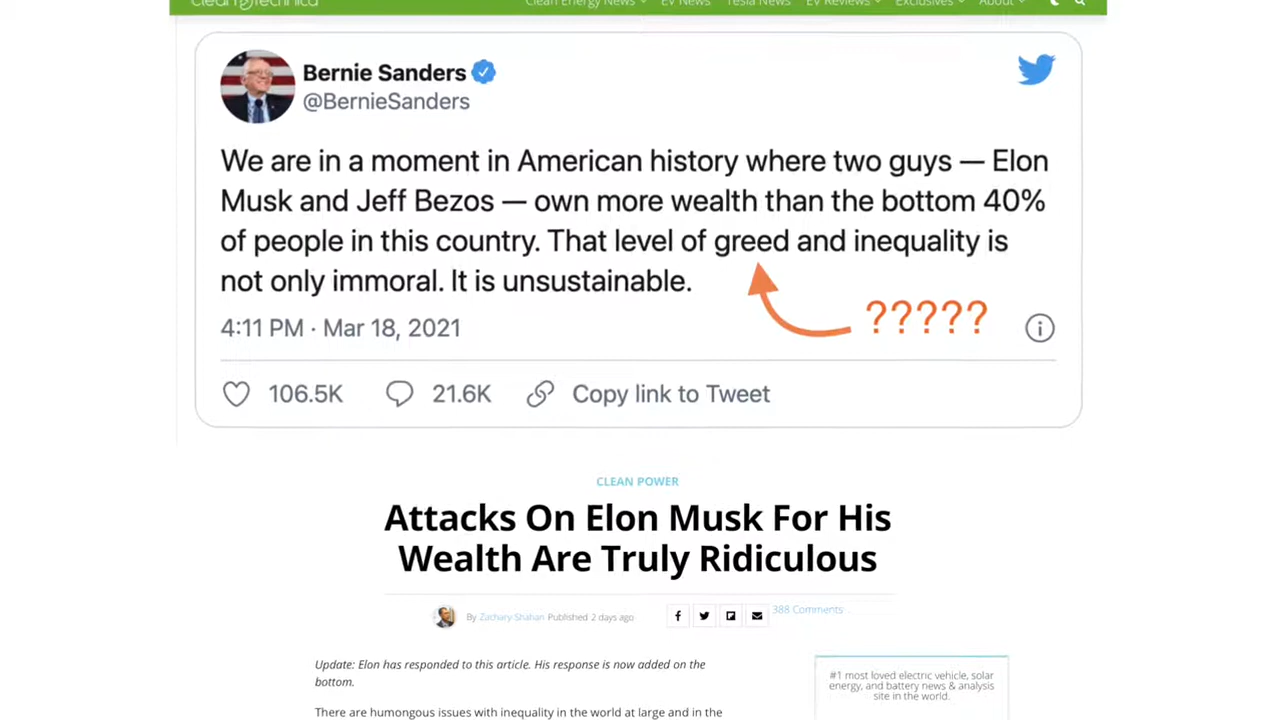 CleanTechnica Clean Energy News EV News Tesla News EV Reviews Exclusives About
Bernie Sanders
@BernieSanders
We are in a moment in American history where two guys — Elon
Musk and Jeff Bezos — own more wealth than the bottom 40%
of people in this country. That level of greed and inequality is
not only immoral. It is unsustainable.
?????
4:11 PM · Mar 18, 2021
106.5K 21.6K Copy link to Tweet
CLEAN POWER
Attacks On Elon Musk For His
Wealth Are Truly Ridiculous
By Zachary Shahan Published 2 days ago
388 Comments
Update: Elon has responded to this article. His response is now added on the
bottom.
There are humongous issues with inequality in the world at large and in the
#1 most loved electric vehicle, solar
energy, and battery news & analysis
site in the world.